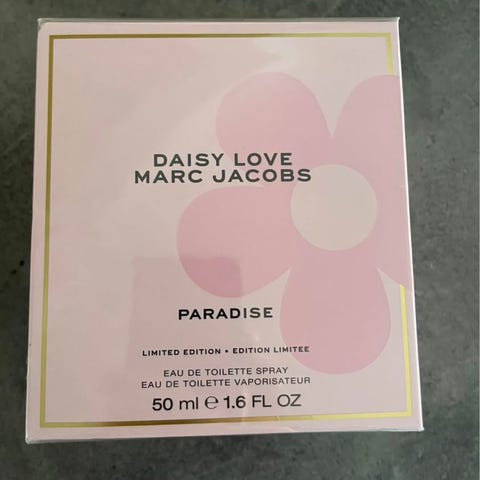 DAISY LOVE
MARC JACOBS
PARADISE
LIMITED EDITION • EDITION LIMITEE
EAU DE TOILETTE SPRAY
EAU DE TOILETTE VAPORISATEUR
50 ml ℮ 1.6 FL OZ